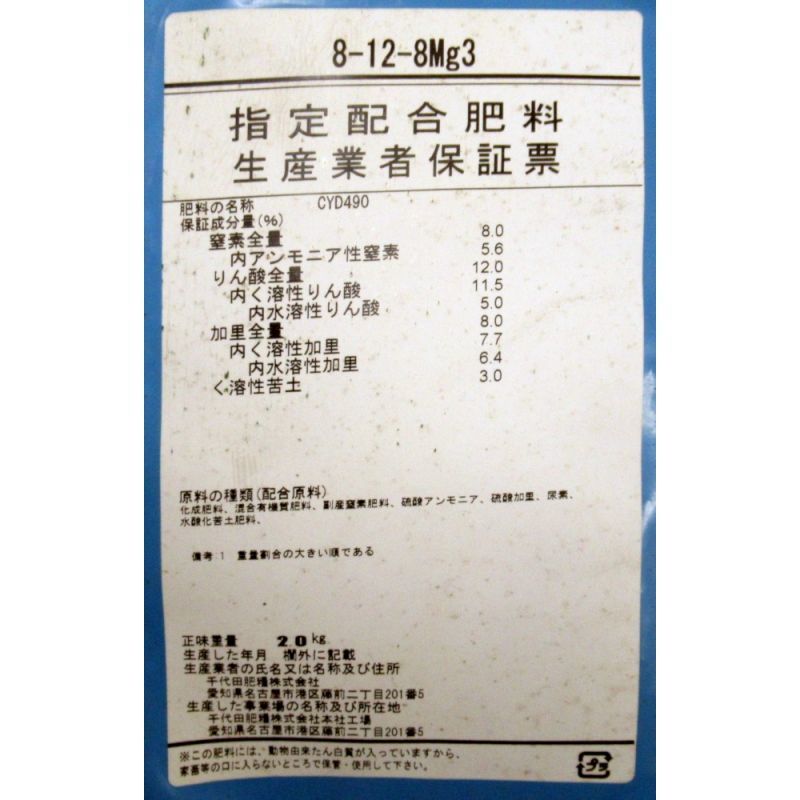 8-12-8Mg3
指定配合肥料
生産業者保証票
肥料の名称 CYD490
保証成分量(%)
窒素全量 8.0
内アンモニア性窒素 5.6
りん酸全量 12.0
内く溶性りん酸 11.5
内水溶性りん酸 5.0
加里全量 8.0
内く溶性加里 7.7
内水溶性加里 6.4
く溶性苦土 3.0
原料の種類(配合原料)
化成肥料、混合有機質肥料、副産窒素肥料、硫酸アンモニア、硫酸加里、尿素、
水酸化苦土肥料、
備考:1 重量割合の大きい順である
正味重量 2.0 kg
生産した年月 欄外に記載
生産業者の氏名又は名称及び住所
千代田肥糧株式会社
愛知県名古屋市港区藤前二丁目201番5
生産した事業場の名称及び所在地
千代田肥糧株式会社本社工場
愛知県名古屋市港区藤前二丁目201番5
※この肥料には、動物由来たん白質が入っていますから、
家畜等の口に入らないところで保管・使用して下さい。
プラ